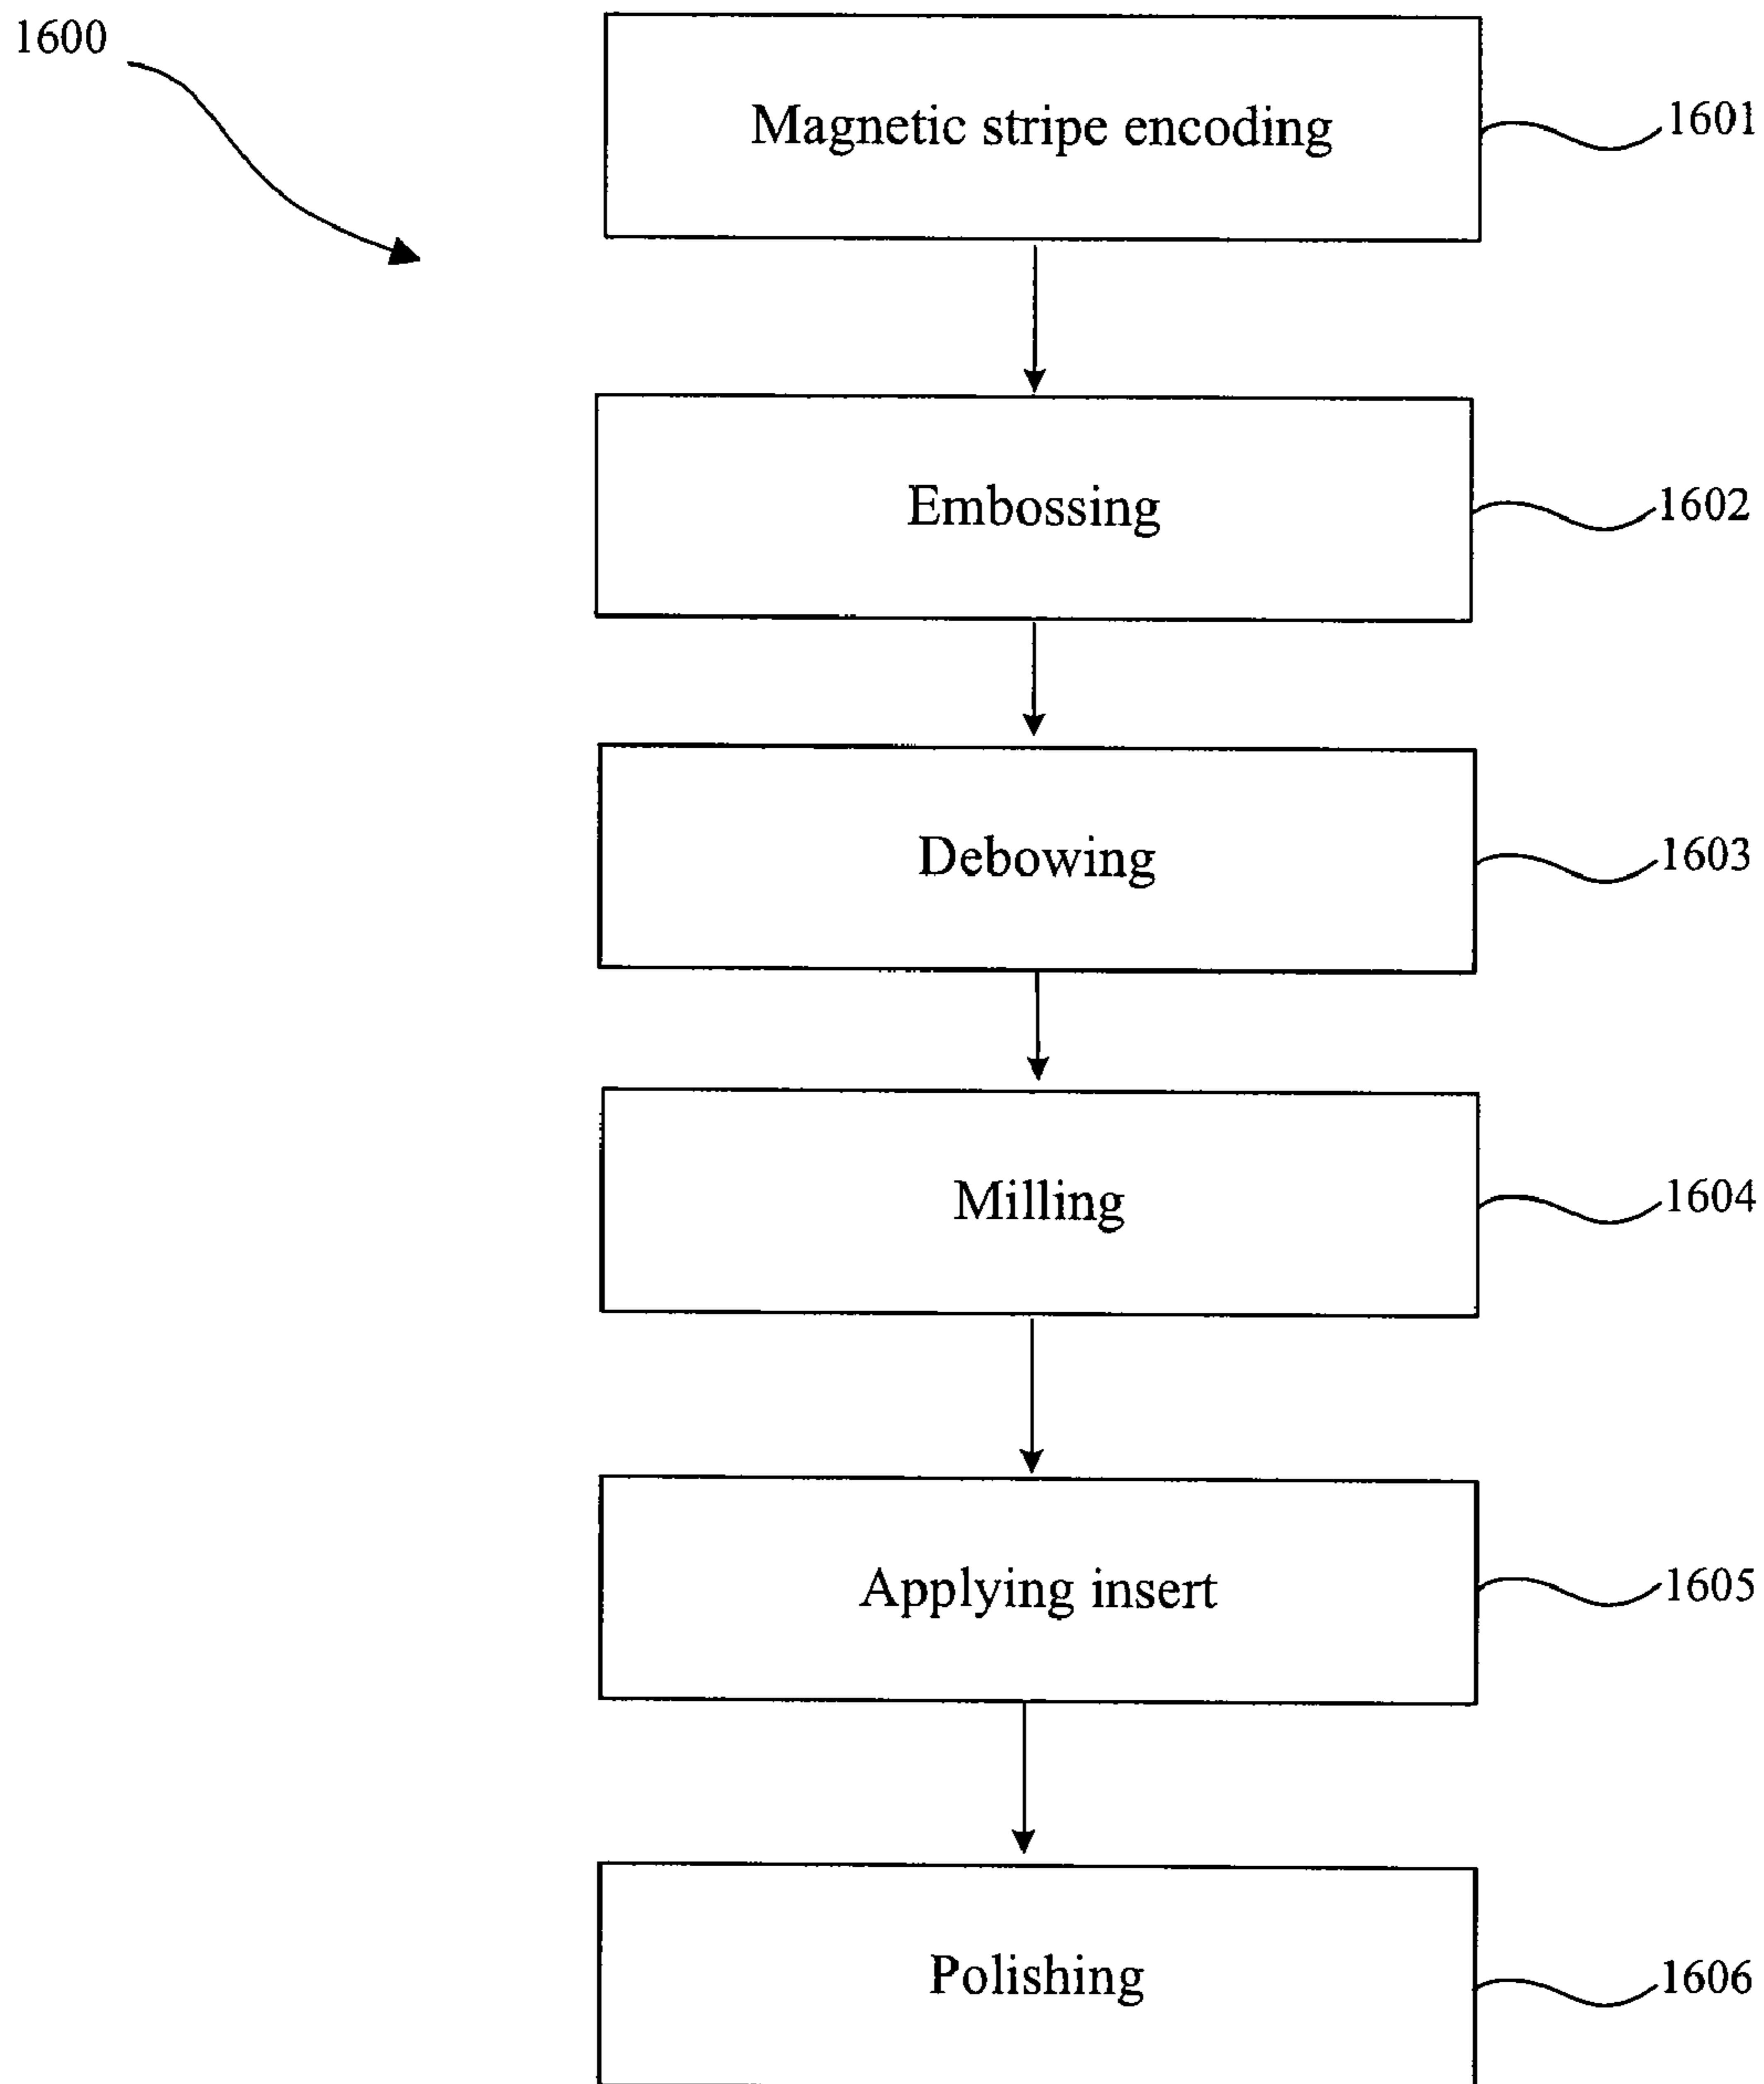 1600
Magnetic stripe encoding
1601
Embossing
1602
Debowing
1603
Milling
1604
Applying insert
1605
Polishing
1606